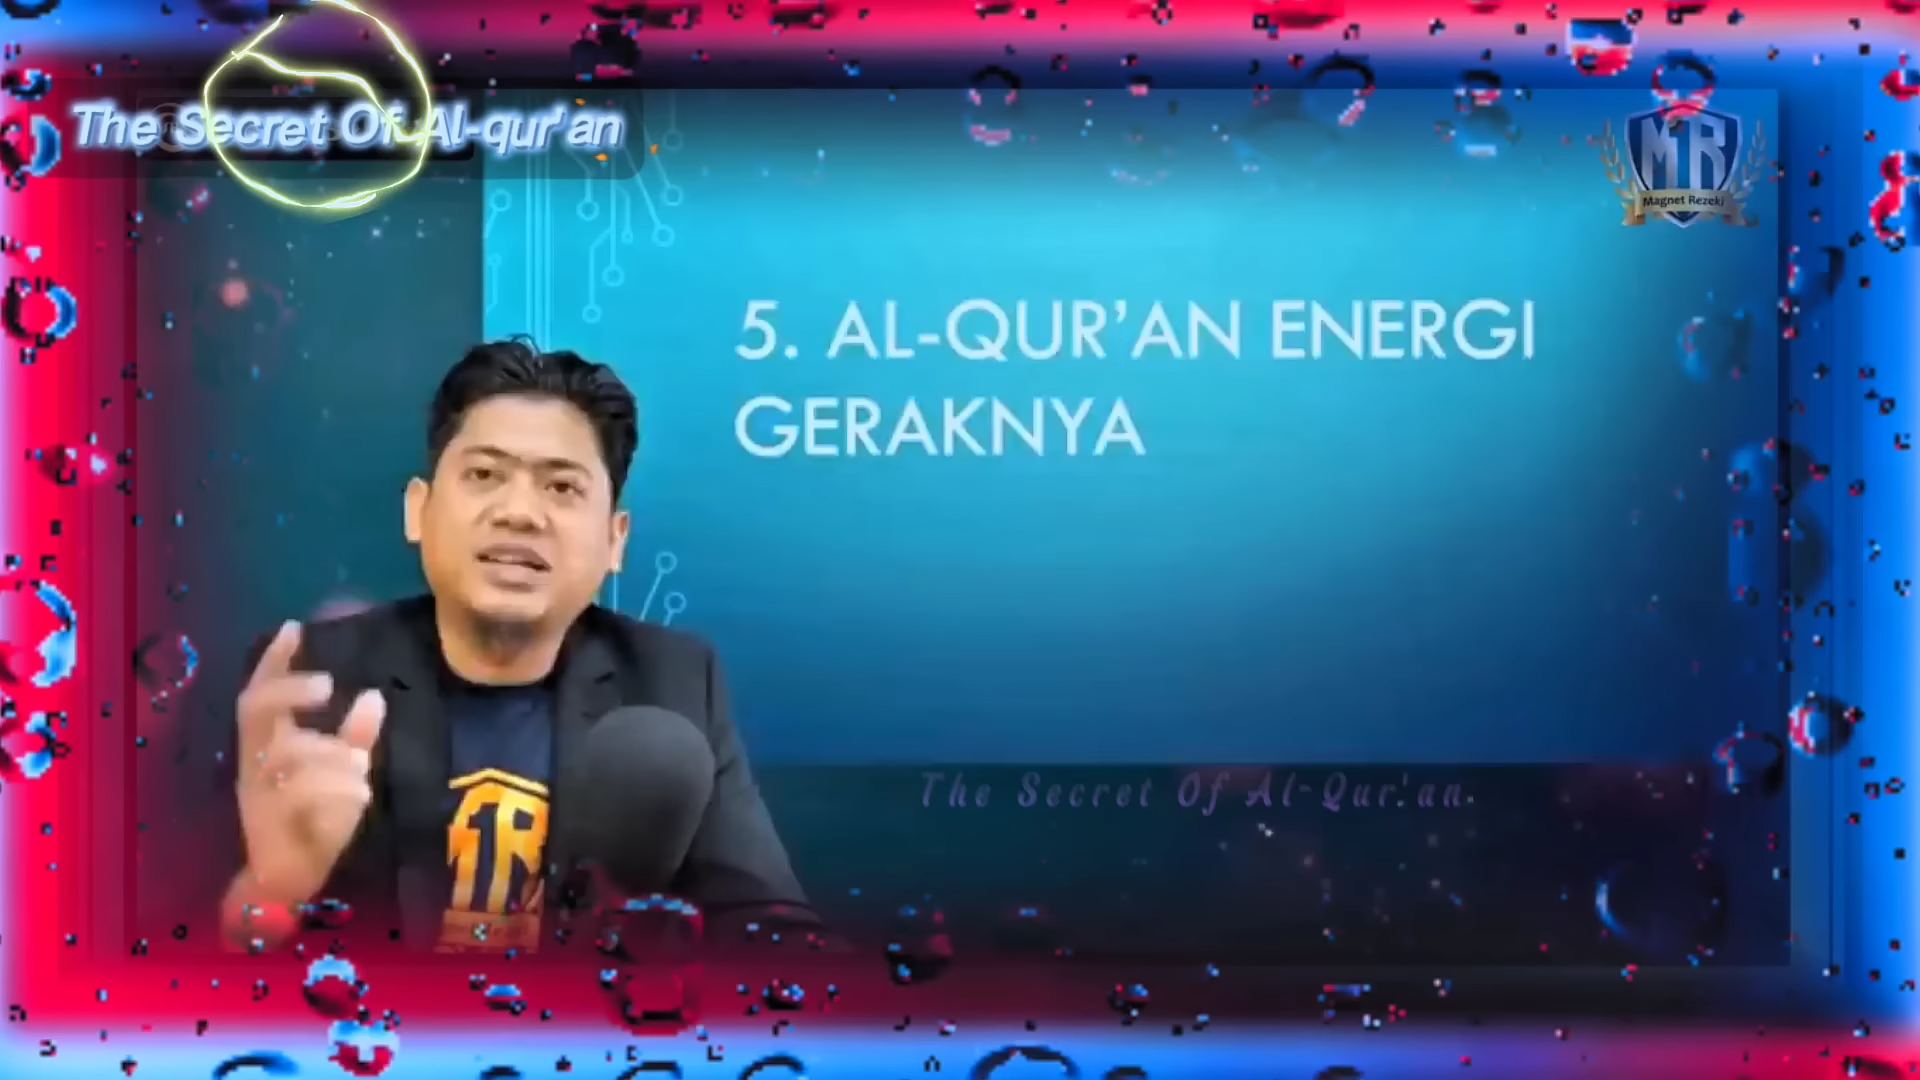 The Secret Of Al-qur'an
MR
Magnet Rezeki
5. AL-QUR’AN ENERGI
GERAKNYA
The Secret Of Al-Qur'an